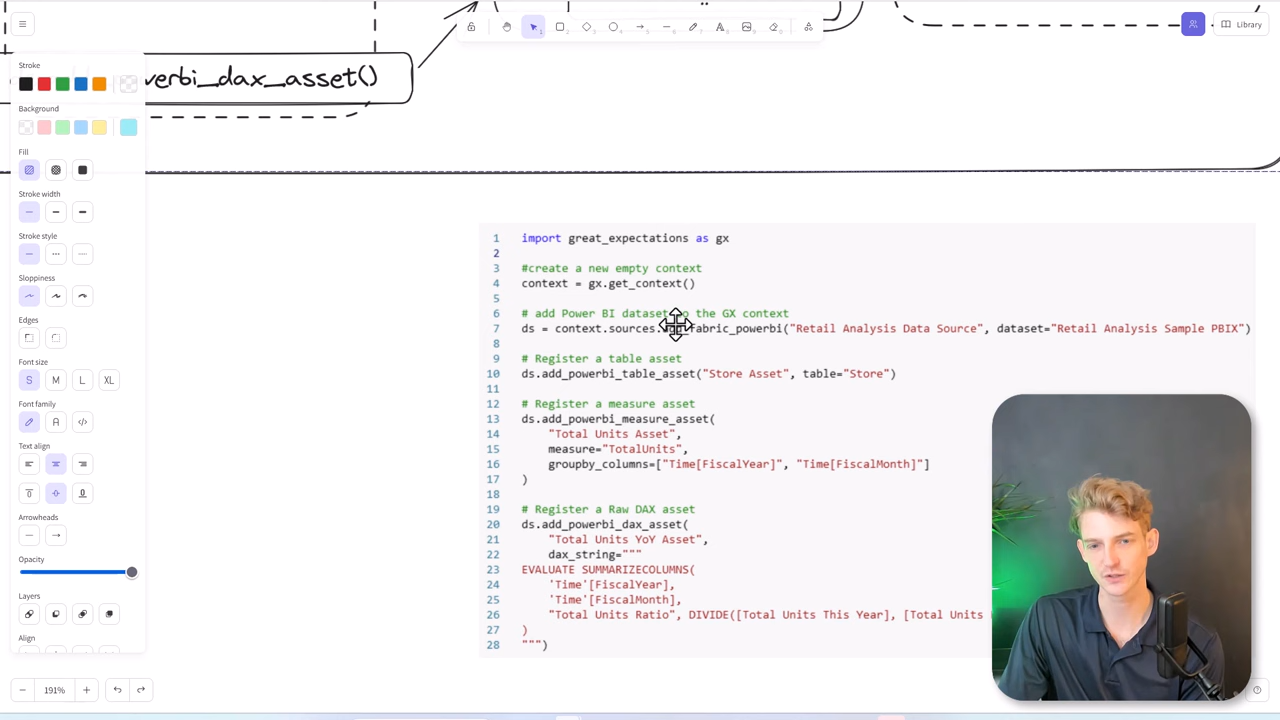 Library
verbi_dax_asset()
Stroke
Background
Fill
Stroke width
Stroke style
Sloppiness
Edges
Font size
S M L XL
Font family
Text align
Arrowheads
Opacity
Layers
Align
191%
1 import great_expectations as gx
2
3 #create a new empty context
4 context = gx.get_context()
5
6 # add Power BI dataset to the GX context
7 ds = context.sources.add_fabric_powerbi("Retail Analysis Data Source", dataset="Retail Analysis Sample PBIX")
8
9 # Register a table asset
10 ds.add_powerbi_table_asset("Store Asset", table="Store")
11
12 # Register a measure asset
13 ds.add_powerbi_measure_asset(
14 "Total Units Asset",
15 measure="TotalUnits",
16 groupby_columns=["Time[FiscalYear]", "Time[FiscalMonth]"]
17 )
18
19 # Register a Raw DAX asset
20 ds.add_powerbi_dax_asset(
21 "Total Units YoY Asset",
22 dax_string="""
23 EVALUATE SUMMARIZECOLUMNS(
24 'Time'[FiscalYear],
25 'Time'[FiscalMonth],
26 "Total Units Ratio", DIVIDE([Total Units This Year], [Total Units
27 )
28 """)